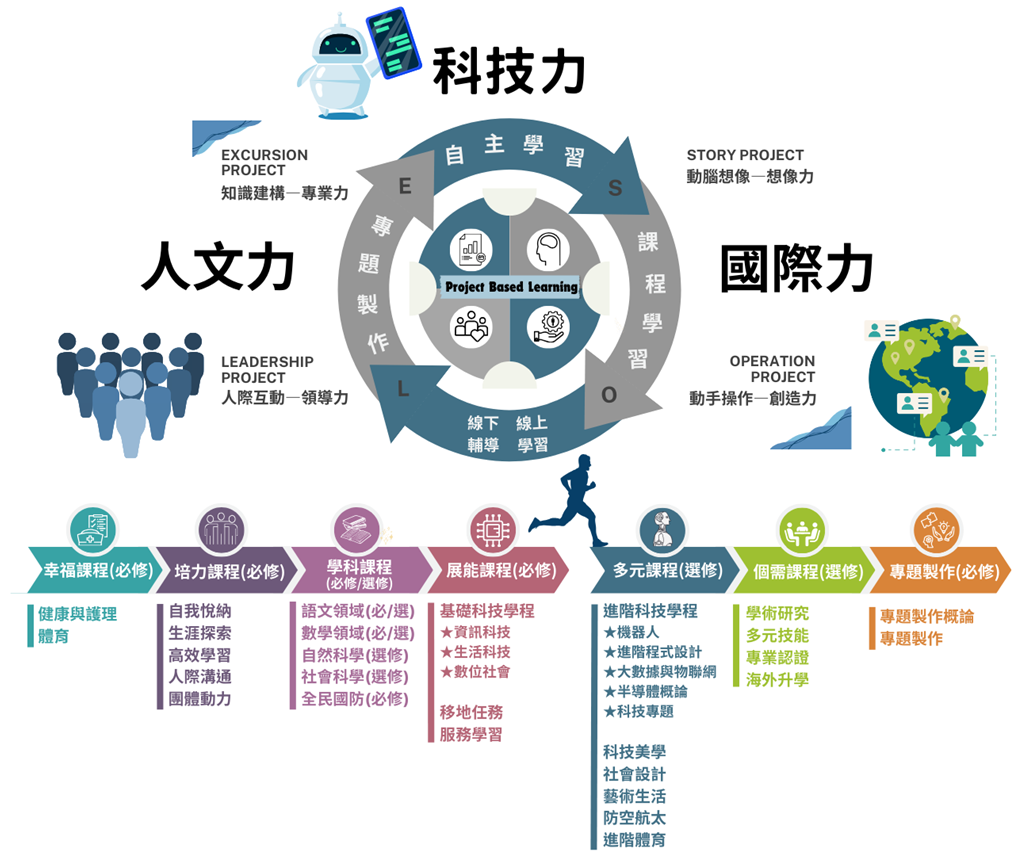 科技力
EXCURSION
PROJECT
知識建構—專業力
STORY PROJECT
動腦想像—想像力
人文力
國際力
E
自主學習
S
課程學習
O
線下 線上
輔導 學習
L
專題製作
Project Based Learning
LEADERSHIP
PROJECT
人際互動—領導力
OPERATION
PROJECT
動手操作—創造力
幸福課程(必修)
健康與護理
體育
培力課程(必修)
自我悅納
生涯探索
高效學習
人際溝通
團體動力
學科課程
(必修/選修)
語文領域(必/選)
數學領域(必/選)
自然科學(選修)
社會科學(選修)
全民國防(必修)
展能課程(必修)
基礎科技學程
★資訊科技
★生活科技
★數位社會
移地任務
服務學習
多元課程(選修)
進階科技學程
★機器人
★進階程式設計
★大數據與物聯網
★半導體概論
★科技專題
科技美學
社會設計
藝術生活
防空航太
進階體育
個需課程(選修)
學術研究
多元技能
專業認證
海外升學
專題製作(必修)
專題製作概論
專題製作